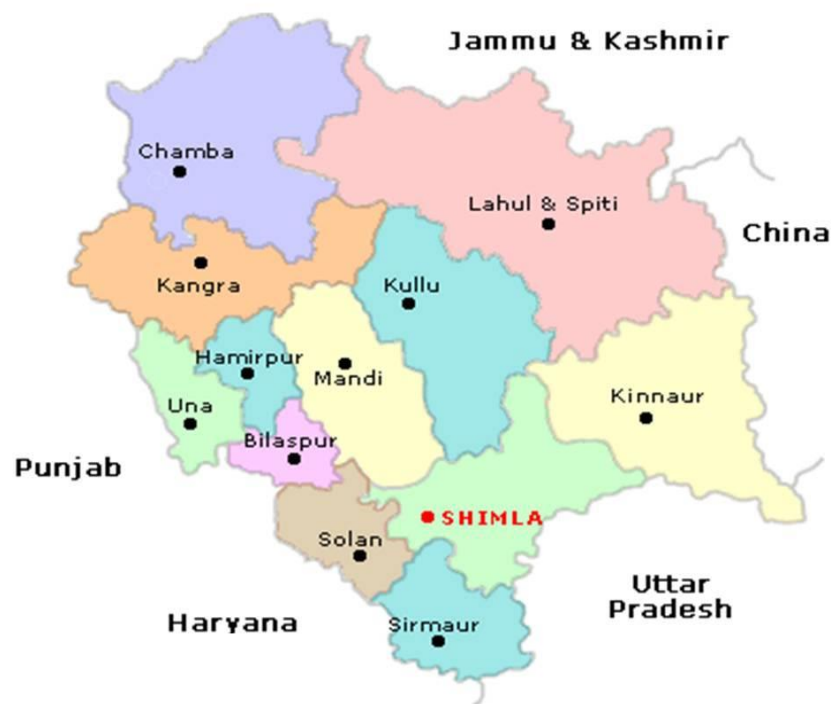 Jammu & Kashmir
Chamba
Lahul & Spiti
China
Kangra
Kullu
Hamirpur
Mandi
Una
Kinnaur
Bilaspur
Punjab
SHIMLA
Solan
Uttar
Pradesh
Haryana
Sirmaur